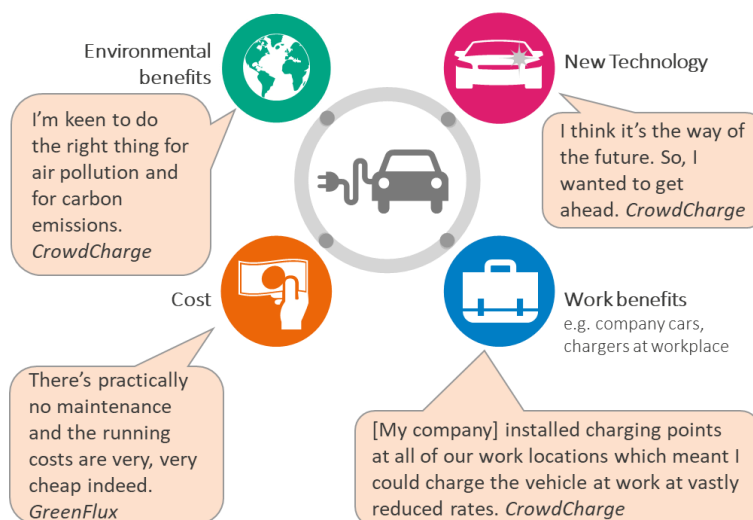 Environmental
benefits
I'm keen to do
the right thing for
air pollution and
for carbon
emissions.
CrowdCharge
New Technology
I think it's the way of
the future. So, I
wanted to get
ahead. CrowdCharge
Cost
There's practically
no maintenance
and the running
costs are very, very
cheap indeed.
GreenFlux
Work benefits
e.g. company cars,
chargers at workplace
[My company] installed charging points
at all of our work locations which meant I
could charge the vehicle at work at vastly
reduced rates. CrowdCharge